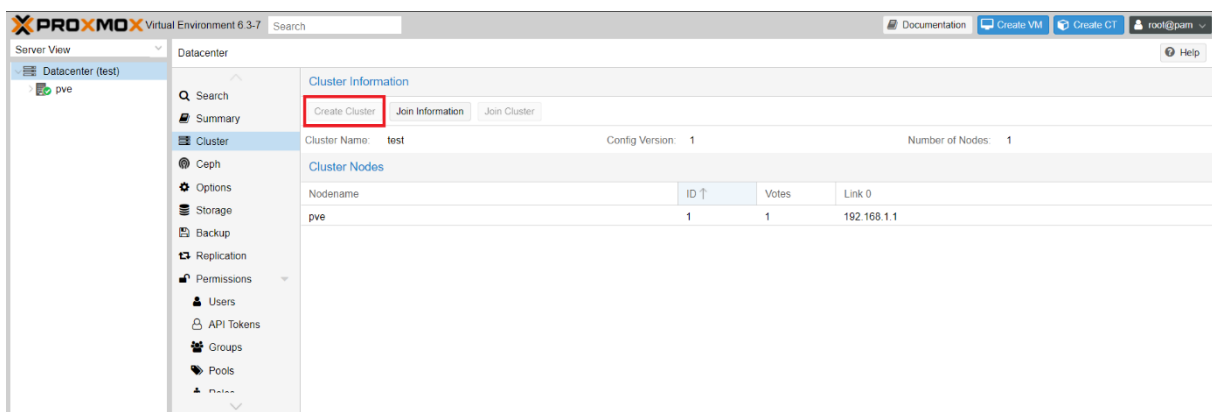 PROXMOX Virtual Environment 6.3-7 Search Documentation Create VM Create CT root@pam
Server View
Datacenter (test)
pve
Datacenter Help
Search
Summary
Cluster
Ceph
Options
Storage
Backup
Replication
Permissions
Users
API Tokens
Groups
Pools
Cluster Information
Create Cluster Join Information Join Cluster
Cluster Name: test Config Version: 1 Number of Nodes: 1
Cluster Nodes
Nodename ID Votes Link 0
pve 1 1 192.168.1.1